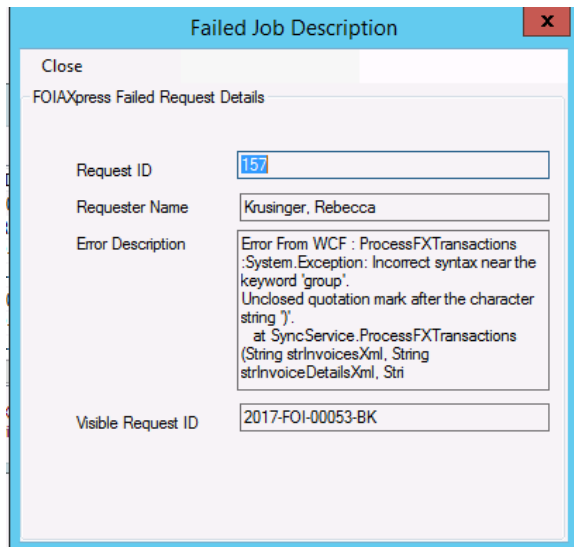 Failed Job Description
x
Close
FOIAXpress Failed Request Details
Request ID
157
Requester Name
Krusinger, Rebecca
Error Description
Error From WCF : ProcessFXTransactions
:System.Exception: Incorrect syntax near the
keyword 'group'.
Unclosed quotation mark after the character
string ')'.
at SyncService.ProcessFXTransactions
(String strInvoicesXml, String
strInvoiceDetailsXml, Stri
Visible Request ID
2017-FOI-00053-BK